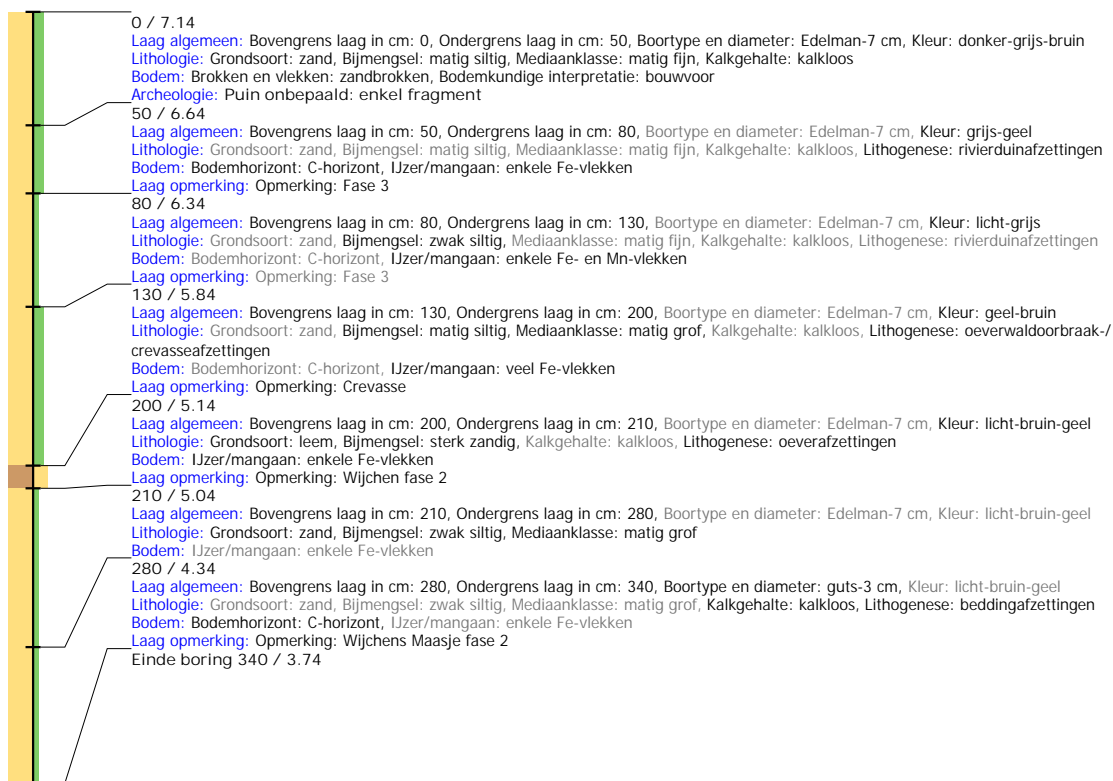 0 / 7.14
Laag algemeen: Bovengrens laag in cm: 0, Ondergrens laag in cm: 50, Boortype en diameter: Edelman-7 cm, Kleur: donker-grijs-bruin
Lithologie: Grondsoort: zand, Bijmengsel: matig siltig, Mediaanklasse: matig fijn, Kalkgehalte: kalkloos
Bodem: Brokken en vlekken: zandbrokken, Bodemkundige interpretatie: bouwvoor
Archeologie: Puin onbepaald: enkel fragment
50 / 6.64
Laag algemeen: Bovengrens laag in cm: 50, Ondergrens laag in cm: 80, Boortype en diameter: Edelman-7 cm, Kleur: grijs-geel
Lithologie: Grondsoort: zand, Bijmengsel: matig siltig, Mediaanklasse: matig fijn, Kalkgehalte: kalkloos, Lithogenese: rivierduinafzettingen
Bodem: Bodemhorizont: C-horizont, IJzer/mangaan: enkele Fe-vlekken
Laag opmerking: Opmerking: Fase 3
80 / 6.34
Laag algemeen: Bovengrens laag in cm: 80, Ondergrens laag in cm: 130, Boortype en diameter: Edelman-7 cm, Kleur: licht-grijs
Lithologie: Grondsoort: zand, Bijmengsel: zwak siltig, Mediaanklasse: matig fijn, Kalkgehalte: kalkloos, Lithogenese: rivierduinafzettingen
Bodem: Bodemhorizont: C-horizont, IJzer/mangaan: enkele Fe- en Mn-vlekken
Laag opmerking: Opmerking: Fase 3
130 / 5.84
Laag algemeen: Bovengrens laag in cm: 130, Ondergrens laag in cm: 200, Boortype en diameter: Edelman-7 cm, Kleur: geel-bruin
Lithologie: Grondsoort: zand, Bijmengsel: matig siltig, Mediaanklasse: matig grof, Kalkgehalte: kalkloos, Lithogenese: oeverwaldoorbraak-/
crevasseafzettingen
Bodem: Bodemhorizont: C-horizont, IJzer/mangaan: veel Fe-vlekken
Laag opmerking: Opmerking: Crevasse
200 / 5.14
Laag algemeen: Bovengrens laag in cm: 200, Ondergrens laag in cm: 210, Boortype en diameter: Edelman-7 cm, Kleur: licht-bruin-geel
Lithologie: Grondsoort: leem, Bijmengsel: sterk zandig, Kalkgehalte: kalkloos, Lithogenese: oeverafzettingen
Bodem: IJzer/mangaan: enkele Fe-vlekken
Laag opmerking: Opmerking: Wijchen fase 2
210 / 5.04
Laag algemeen: Bovengrens laag in cm: 210, Ondergrens laag in cm: 280, Boortype en diameter: Edelman-7 cm, Kleur: licht-bruin-geel
Lithologie: Grondsoort: zand, Bijmengsel: zwak siltig, Mediaanklasse: matig grof
Bodem: IJzer/mangaan: enkele Fe-vlekken
280 / 4.34
Laag algemeen: Bovengrens laag in cm: 280, Ondergrens laag in cm: 340, Boortype en diameter: guts-3 cm, Kleur: licht-bruin-geel
Lithologie: Grondsoort: zand, Bijmengsel: zwak siltig, Mediaanklasse: matig grof, Kalkgehalte: kalkloos, Lithogenese: beddingafzettingen
Bodem: Bodemhorizont: C-horizont, IJzer/mangaan: enkele Fe-vlekken
Laag opmerking: Opmerking: Wijchens Maasje fase 2
Einde boring 340 / 3.74